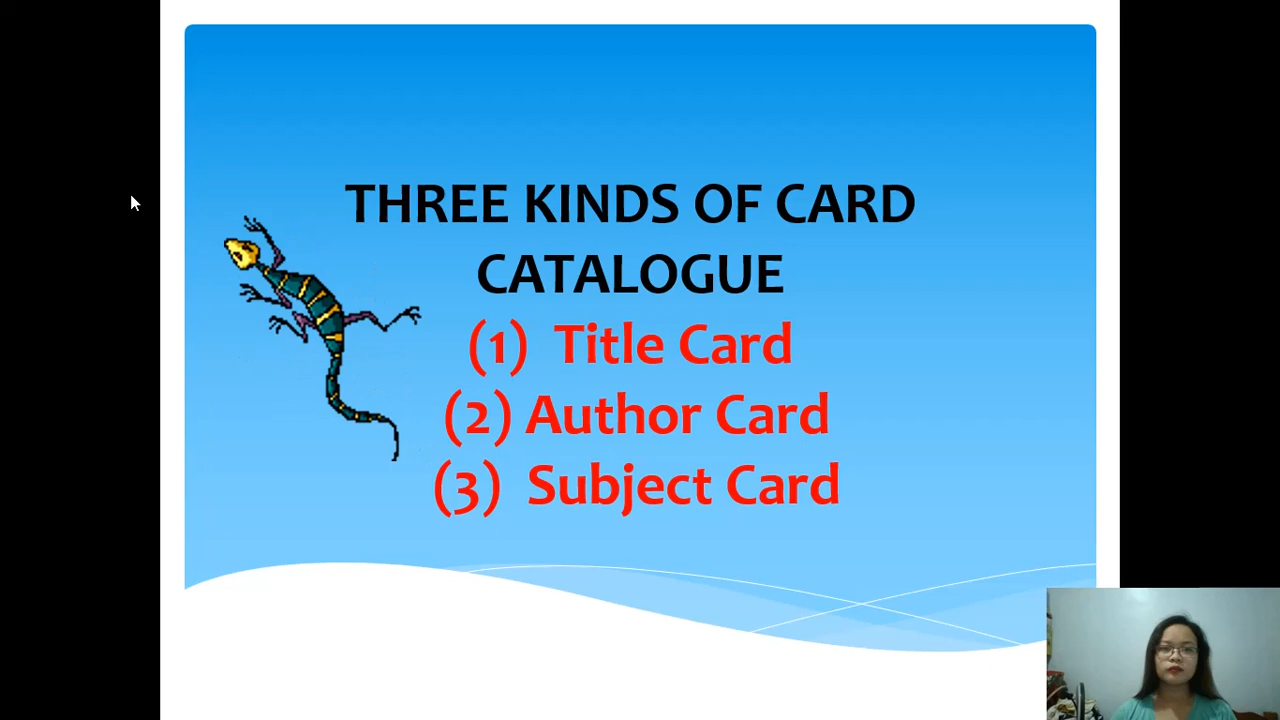 THREE KINDS OF CARD
CATALOGUE
(1) Title Card
(2) Author Card
(3) Subject Card